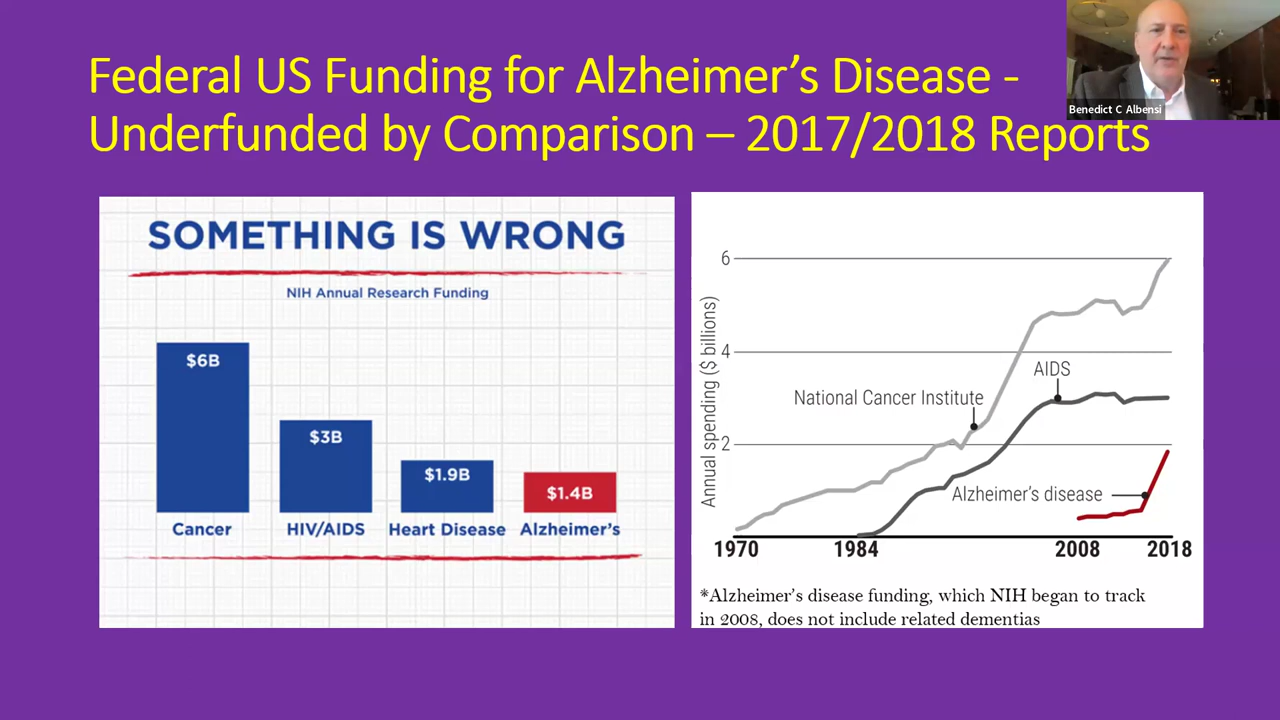 Federal US Funding for Alzheimer’s Disease -
Underfunded by Comparison – 2017/2018 Reports
Benedict C Albensi
SOMETHING IS WRONG
NIH Annual Research Funding
$6B
$3B
$1.9B
$1.4B
Cancer
HIV/AIDS
Heart Disease
Alzheimer's
Annual spending ($ billions)
6
4
2
National Cancer Institute
AIDS
Alzheimer's disease
1970
1984
2008
2018
*Alzheimer's disease funding, which NIH began to track
in 2008, does not include related dementias